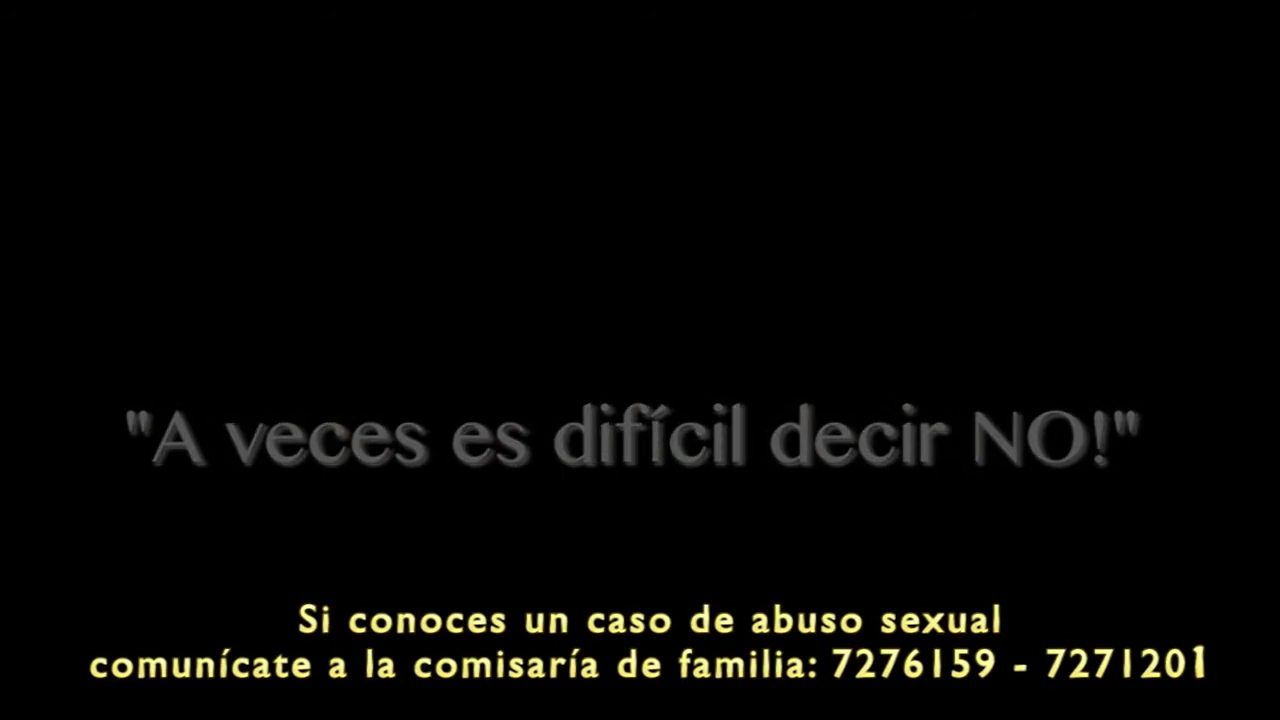 "A veces es difícil decir NO!"
Si conoces un caso de abuso sexual
comunícate a la comisaría de familia: 7276159 - 7271201